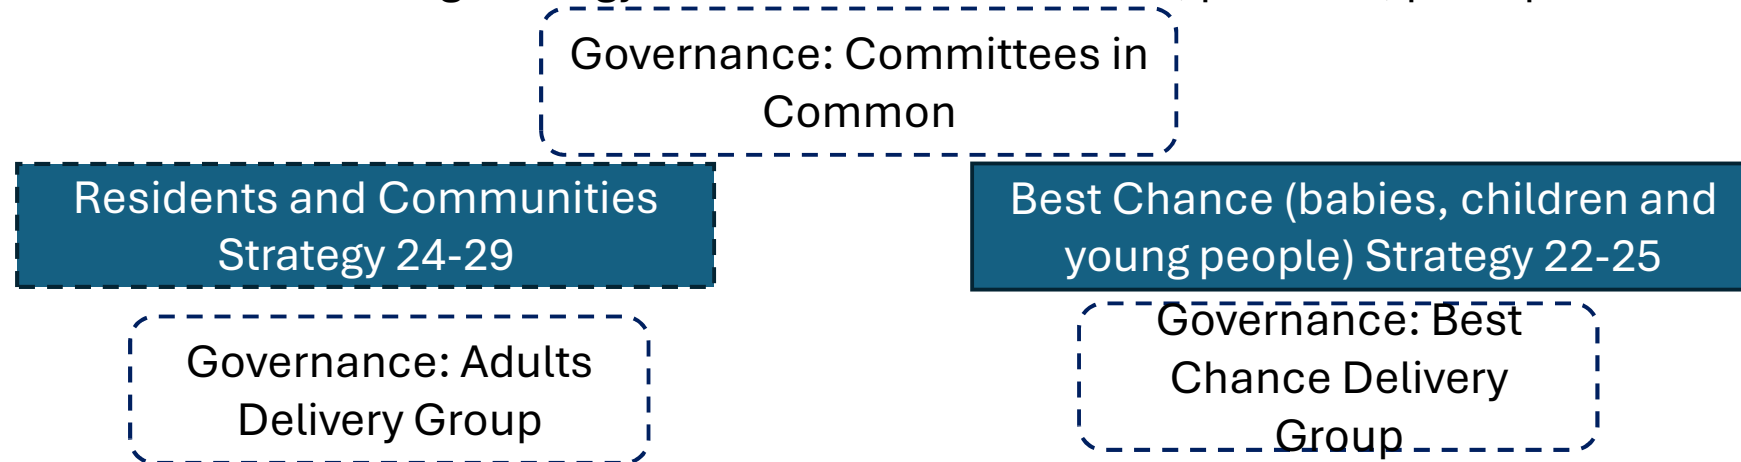 Governance: Committees in
Common
Residents and Communities
Strategy 24-29
Best Chance (babies, children and
young people) Strategy 22-25
Governance: Adults
Delivery Group
Governance: Best
Chance Delivery
Group